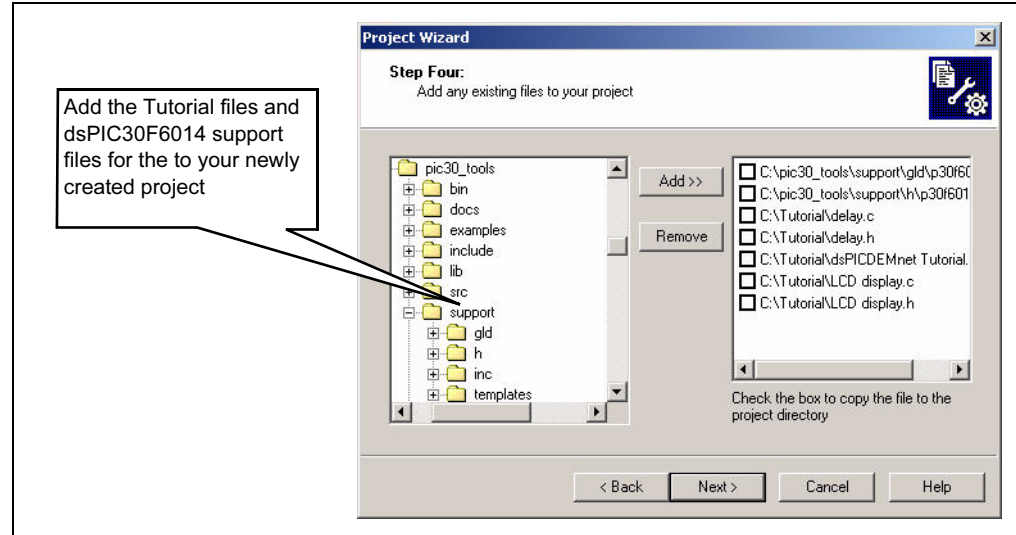 Project Wizard
Step Four:
Add any existing files to your project
Add the Tutorial files and
dsPIC30F6014 support
files for the to your newly
created project
pic30_tools
bin
docs
examples
include
lib
src
support
gld
h
inc
templates
Add >>
Remove
C:\pic30_tools\support\gld\p30f60
C:\pic30_tools\support\h\p30f601
C:\Tutorial\delay.c
C:\Tutorial\delay.h
C:\Tutorial\dsPICDEMnet Tutorial.
C:\Tutorial\LCD display.c
C:\Tutorial\LCD display.h
Check the box to copy the file to the
project directory
< Back
Next >
Cancel
Help